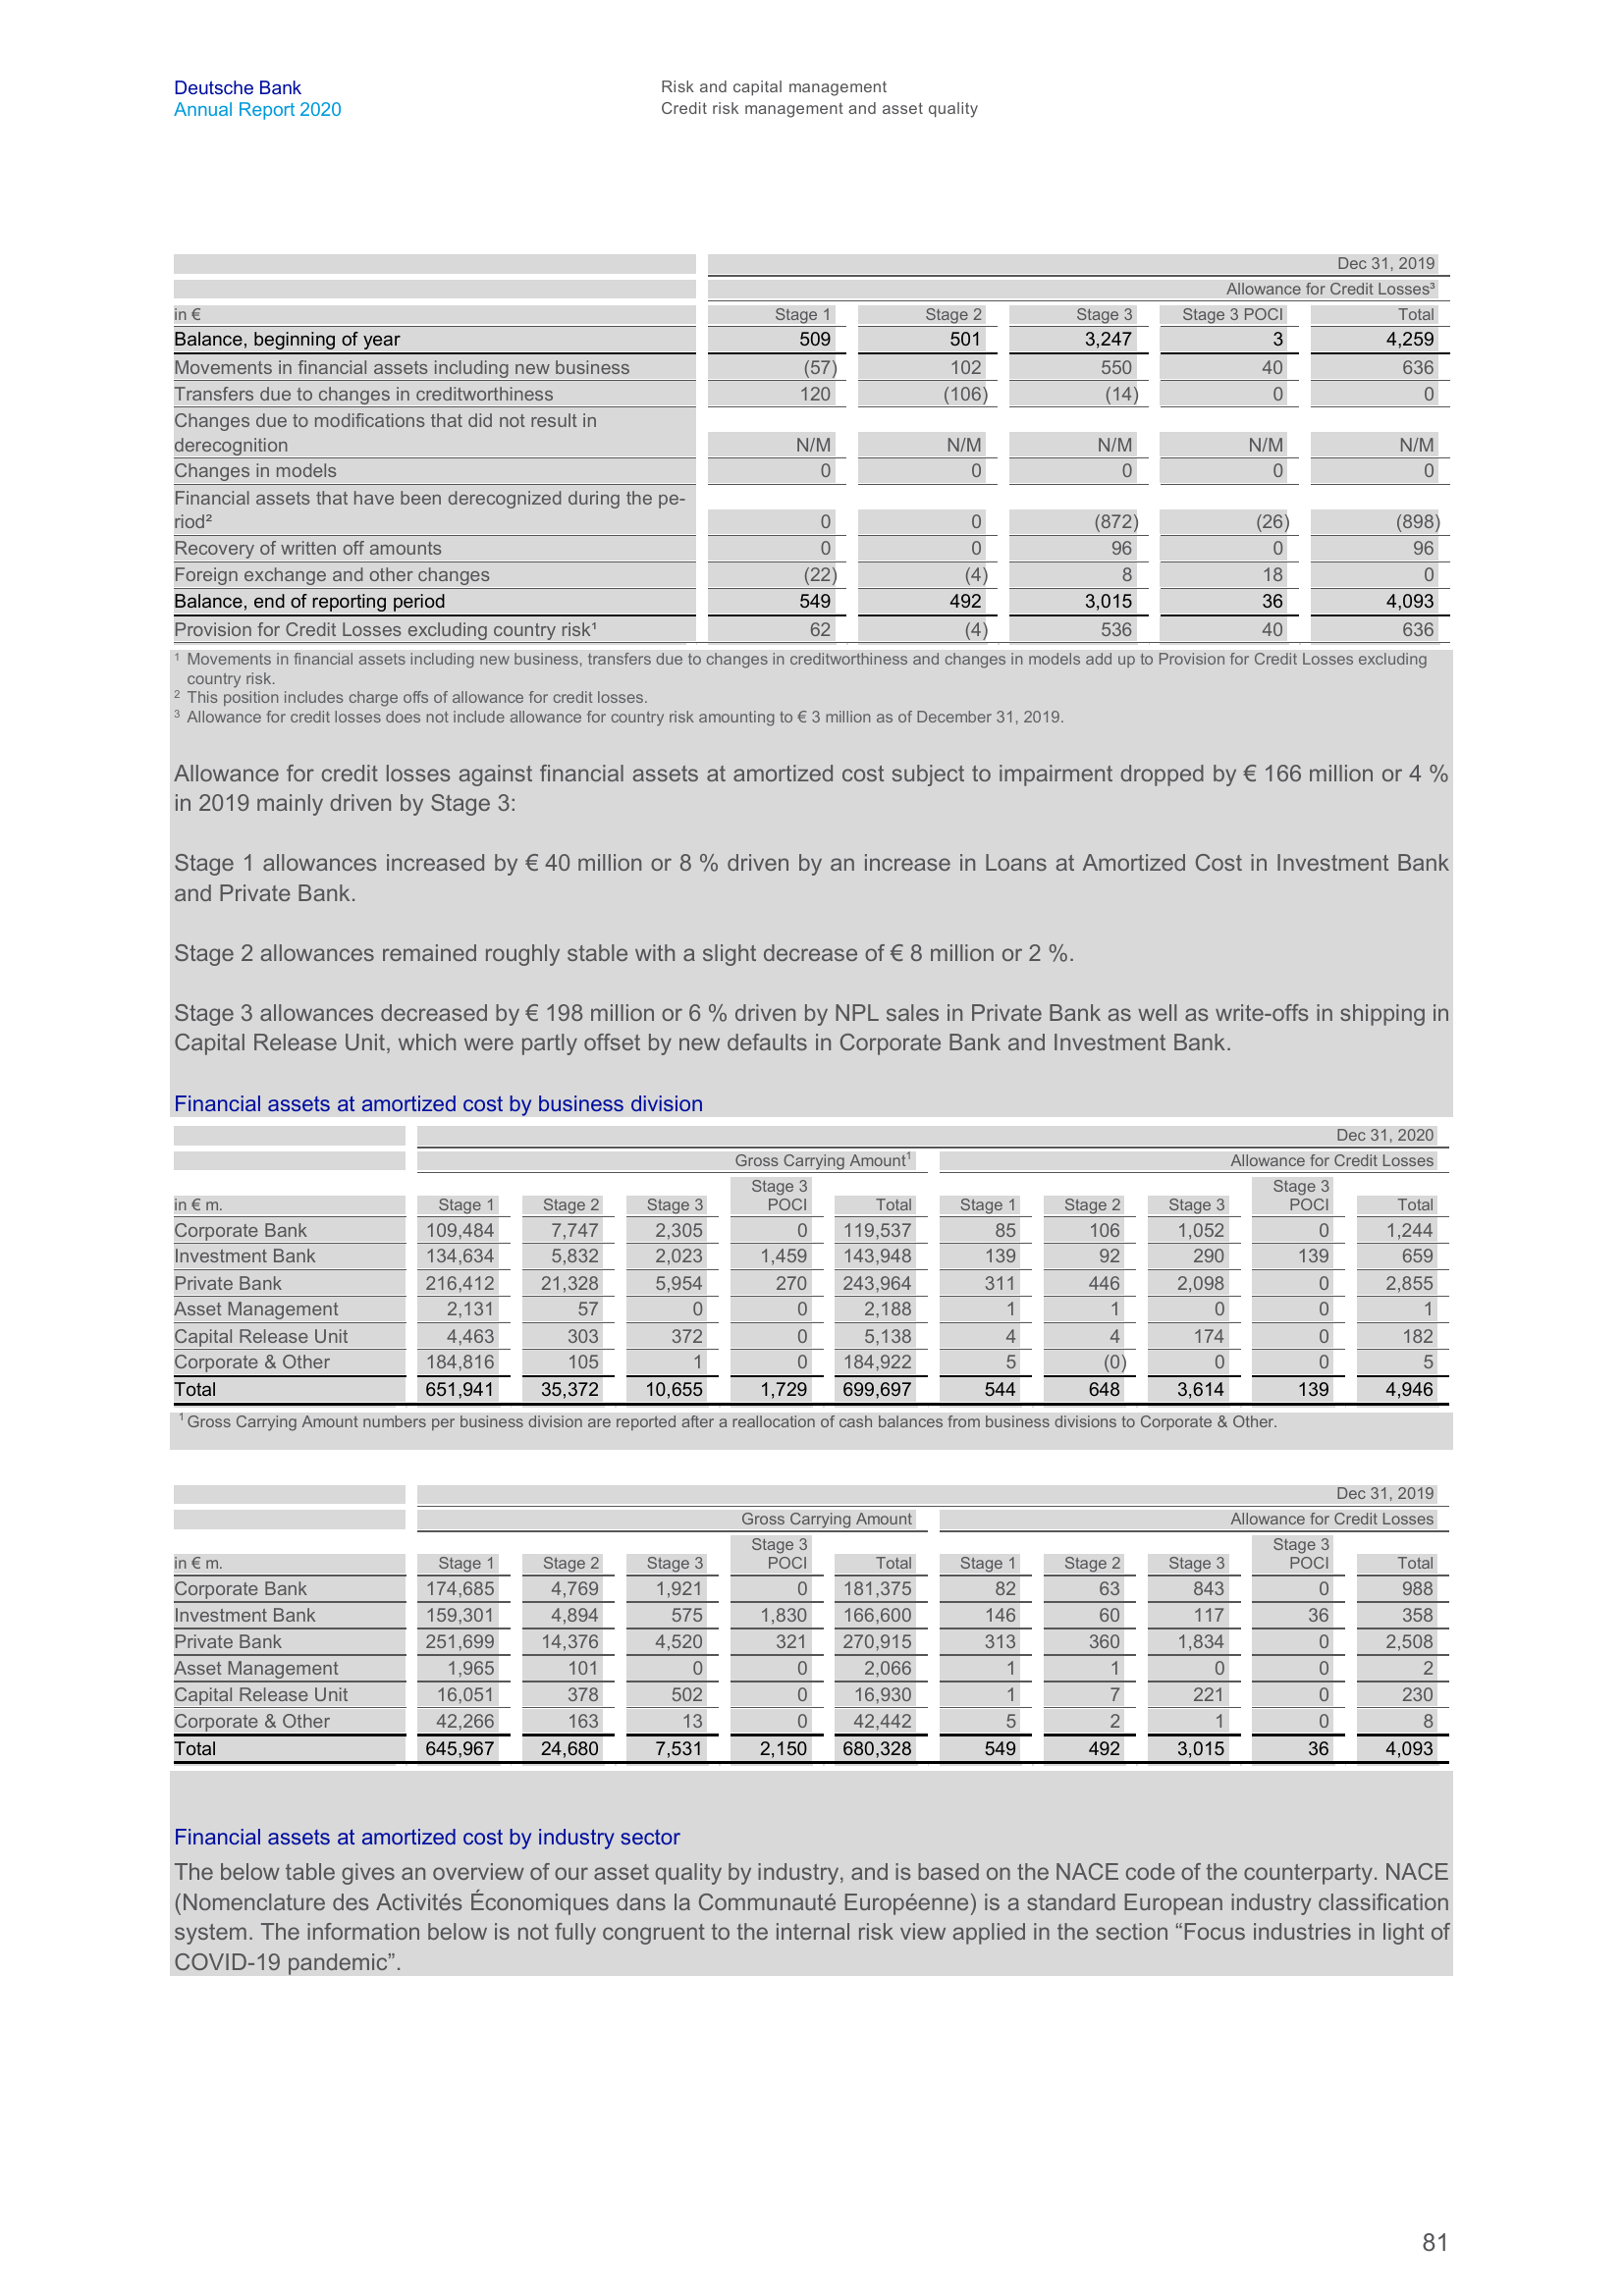 Deutsche Bank
Annual Report 2020
Risk and capital management
Credit risk management and asset quality
Dec 31, 2019
Allowance for Credit Losses³
in € Stage 1 Stage 2 Stage 3 Stage 3 POCI Total
Balance, beginning of year 509 501 3,247 3 4,259
Movements in financial assets including new business (57) 102 550 40 636
Transfers due to changes in creditworthiness 120 (106) (14) 0 0
Changes due to modifications that did not result in
derecognition N/M N/M N/M N/M N/M
Changes in models 0 0 0 0 0
Financial assets that have been derecognized during the pe-
riod² 0 0 (872) (26) (898)
Recovery of written off amounts 0 0 96 0 96
Foreign exchange and other changes (22) (4) 8 18 0
Balance, end of reporting period 549 492 3,015 36 4,093
Provision for Credit Losses excluding country risk¹ 62 (4) 536 40 636
¹ Movements in financial assets including new business, transfers due to changes in creditworthiness and changes in models add up to Provision for Credit Losses excluding
country risk.
² This position includes charge offs of allowance for credit losses.
³ Allowance for credit losses does not include allowance for country risk amounting to € 3 million as of December 31, 2019.
Allowance for credit losses against financial assets at amortized cost subject to impairment dropped by € 166 million or 4 %
in 2019 mainly driven by Stage 3:
Stage 1 allowances increased by € 40 million or 8 % driven by an increase in Loans at Amortized Cost in Investment Bank
and Private Bank.
Stage 2 allowances remained roughly stable with a slight decrease of € 8 million or 2 %.
Stage 3 allowances decreased by € 198 million or 6 % driven by NPL sales in Private Bank as well as write-offs in shipping in
Capital Release Unit, which were partly offset by new defaults in Corporate Bank and Investment Bank.
Financial assets at amortized cost by business division
Dec 31, 2020
Gross Carrying Amount¹ Allowance for Credit Losses
Stage 3 Stage 3
in € m. Stage 1 Stage 2 Stage 3 POCI Total Stage 1 Stage 2 Stage 3 POCI Total
Corporate Bank 109,484 7,747 2,305 0 119,537 85 106 1,052 0 1,244
Investment Bank 134,634 5,832 2,023 1,459 143,948 139 92 290 139 659
Private Bank 216,412 21,328 5,954 270 243,964 311 446 2,098 0 2,855
Asset Management 2,131 57 0 0 2,188 1 1 0 0 1
Capital Release Unit 4,463 303 372 0 5,138 4 4 174 0 182
Corporate & Other 184,816 105 1 0 184,922 5 (0) 0 0 5
Total 651,941 35,372 10,655 1,729 699,697 544 648 3,614 139 4,946
¹ Gross Carrying Amount numbers per business division are reported after a reallocation of cash balances from business divisions to Corporate & Other.
Dec 31, 2019
Gross Carrying Amount Allowance for Credit Losses
Stage 3 Stage 3
in € m. Stage 1 Stage 2 Stage 3 POCI Total Stage 1 Stage 2 Stage 3 POCI Total
Corporate Bank 174,685 4,769 1,921 0 181,375 82 63 843 0 988
Investment Bank 159,301 4,894 575 1,830 166,600 146 60 117 36 358
Private Bank 251,699 14,376 4,520 321 270,915 313 360 1,834 0 2,508
Asset Management 1,965 101 0 0 2,066 1 1 0 0 2
Capital Release Unit 16,051 378 502 0 16,930 1 7 221 0 230
Corporate & Other 42,266 163 13 0 42,442 5 2 1 0 8
Total 645,967 24,680 7,531 2,150 680,328 549 492 3,015 36 4,093
Financial assets at amortized cost by industry sector
The below table gives an overview of our asset quality by industry, and is based on the NACE code of the counterparty. NACE
(Nomenclature des Activités Économiques dans la Communauté Européenne) is a standard European industry classification
system. The information below is not fully congruent to the internal risk view applied in the section “Focus industries in light of
COVID-19 pandemic”.
81